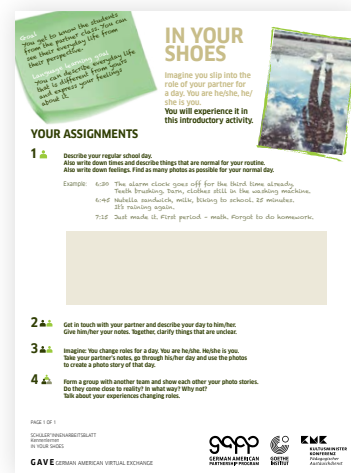 Goal
You get to know the students
from the partner class. You can
see their everyday life from
their perspective.
Language learning goal
You can describe everyday life
that is different from yours
and express your feelings
about it.
IN YOUR
SHOES
Imagine you slip into the
role of your partner for
a day. You are he/she, he/
she is you.
You will experience it in
this introductory activity.
YOUR ASSIGNMENTS
1
Describe your regular school day.
Also write down times and describe things that are normal for your routine.
Also write down feelings. Find as many photos as possible for your normal day.
Example: 6:30 The alarm clock goes off for the third time already.
Teeth brushing. Darn, clothes still in the washing machine.
6:45 Nutella sandwich, milk, biking to school. 25 minutes.
It's raining again.
7:15 Just made it. First period – math. Forgot to do homework.
2
Get in touch with your partner and describe your day to him/her.
Give him/her your notes. Together, clarify things that are unclear.
3
Imagine: You change roles for a day. You are he/she. He/she is you.
Take your partner's notes, go through his/her day and use the photos
to create a photo story of that day.
4
Form a group with another team and show each other your photo stories.
Do they come close to reality? In what way? Why not?
Talk about your experiences changing roles.
PAGE 1 OF 1
SCHÜLER*INNENARBEITSBLATT
Kennenlernen
IN YOUR SHOES
GAVE GERMAN AMERICAN VIRTUAL EXCHANGE
gapp
GERMAN AMERICAN
PARTNERSHIP PROGRAM
GOETHE
INSTITUT
KMK
KULTUSMINISTER
KONFERENZ
Pädagogischer
Austauschdienst